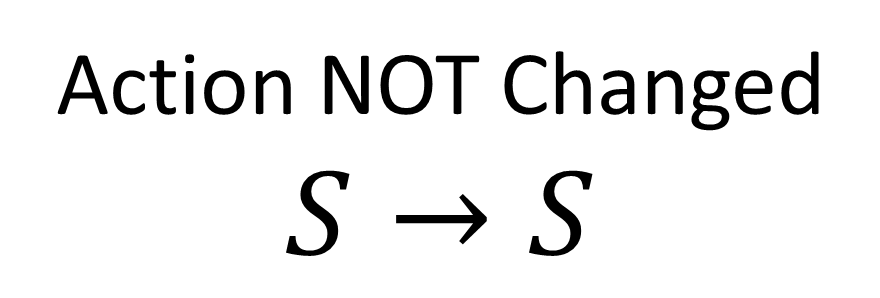 Action NOT Changed
S → S